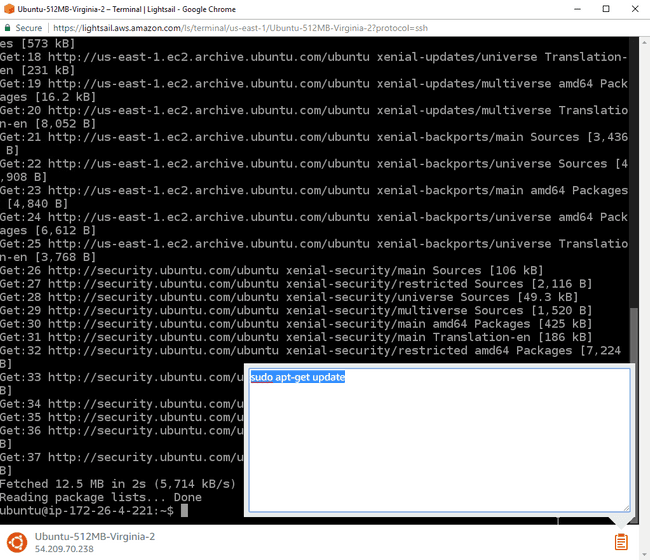 Ubuntu-512MB-Virginia-2 – Terminal | Lightsail - Google Chrome
Secure | https://lightsail.aws.amazon.com/ls/terminal/us-east-1/Ubuntu-512MB-Virginia-2?protocol=ssh
es [573 kB]
Get:18 http://us-east-1.ec2.archive.ubuntu.com/ubuntu xenial-updates/universe Translation-
en [231 kB]
Get:19 http://us-east-1.ec2.archive.ubuntu.com/ubuntu xenial-updates/multiverse amd64 Pack
ages [16.2 kB]
Get:20 http://us-east-1.ec2.archive.ubuntu.com/ubuntu xenial-updates/multiverse Translatio
n-en [8,052 B]
Get:21 http://us-east-1.ec2.archive.ubuntu.com/ubuntu xenial-backports/main Sources [3,436
B]
Get:22 http://us-east-1.ec2.archive.ubuntu.com/ubuntu xenial-backports/universe Sources [4
,908 B]
Get:23 http://us-east-1.ec2.archive.ubuntu.com/ubuntu xenial-backports/main amd64 Packages
[4,840 B]
Get:24 http://us-east-1.ec2.archive.ubuntu.com/ubuntu xenial-backports/universe amd64 Pack
ages [6,612 B]
Get:25 http://us-east-1.ec2.archive.ubuntu.com/ubuntu xenial-backports/universe Translatio
n-en [3,768 B]
Get:26 http://security.ubuntu.com/ubuntu xenial-security/main Sources [106 kB]
Get:27 http://security.ubuntu.com/ubuntu xenial-security/restricted Sources [2,116 B]
Get:28 http://security.ubuntu.com/ubuntu xenial-security/universe Sources [49.3 kB]
Get:29 http://security.ubuntu.com/ubuntu xenial-security/multiverse Sources [1,520 B]
Get:30 http://security.ubuntu.com/ubuntu xenial-security/main amd64 Packages [425 kB]
Get:31 http://security.ubuntu.com/ubuntu xenial-security/main Translation-en [186 kB]
Get:32 http://security.ubuntu.com/ubuntu xenial-security/restricted amd64 Packages [7,224
B]
Get:33 http://security.ubuntu.com/u
sudo apt-get update
Get:34 http://security.ubuntu.com/u
Get:35 http://security.ubuntu.com/u
Get:36 http://security.ubuntu.com/u
B]
Get:37 http://security.ubuntu.com/u
B]
Fetched 12.5 MB in 2s (5,714 kB/s)
Reading package lists... Done
ubuntu@ip-172-26-4-221:~$
Ubuntu-512MB-Virginia-2
54.209.70.238